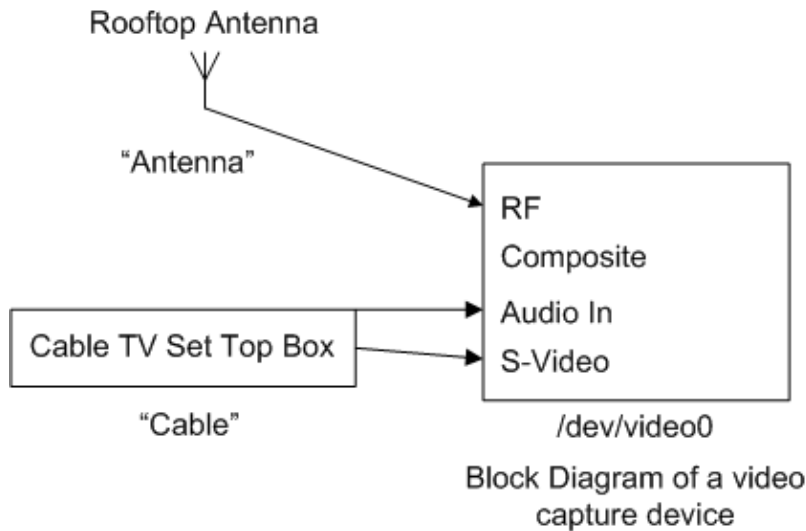 Rooftop Antenna
“Antenna”
RF
Composite
Audio In
S-Video
Cable TV Set Top Box
“Cable”
/dev/video0
Block Diagram of a video
capture device